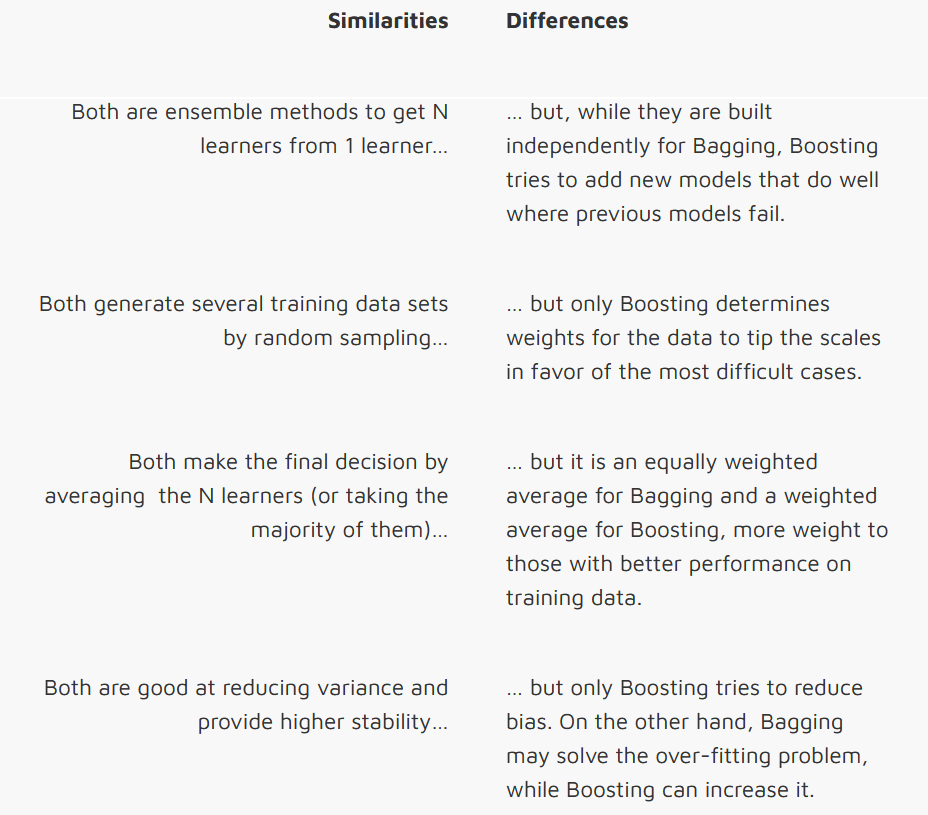 Similarities
Differences
Both are ensemble methods to get N
learners from 1 learner…
… but, while they are built
independently for Bagging, Boosting
tries to add new models that do well
where previous models fail.
Both generate several training data sets
by random sampling…
… but only Boosting determines
weights for the data to tip the scales
in favor of the most difficult cases.
Both make the final decision by
averaging  the N learners (or taking the
majority of them)…
… but it is an equally weighted
average for Bagging and a weighted
average for Boosting, more weight to
those with better performance on
training data.
Both are good at reducing variance and
provide higher stability…
… but only Boosting tries to reduce
bias. On the other hand, Bagging
may solve the over-fitting problem,
while Boosting can increase it.